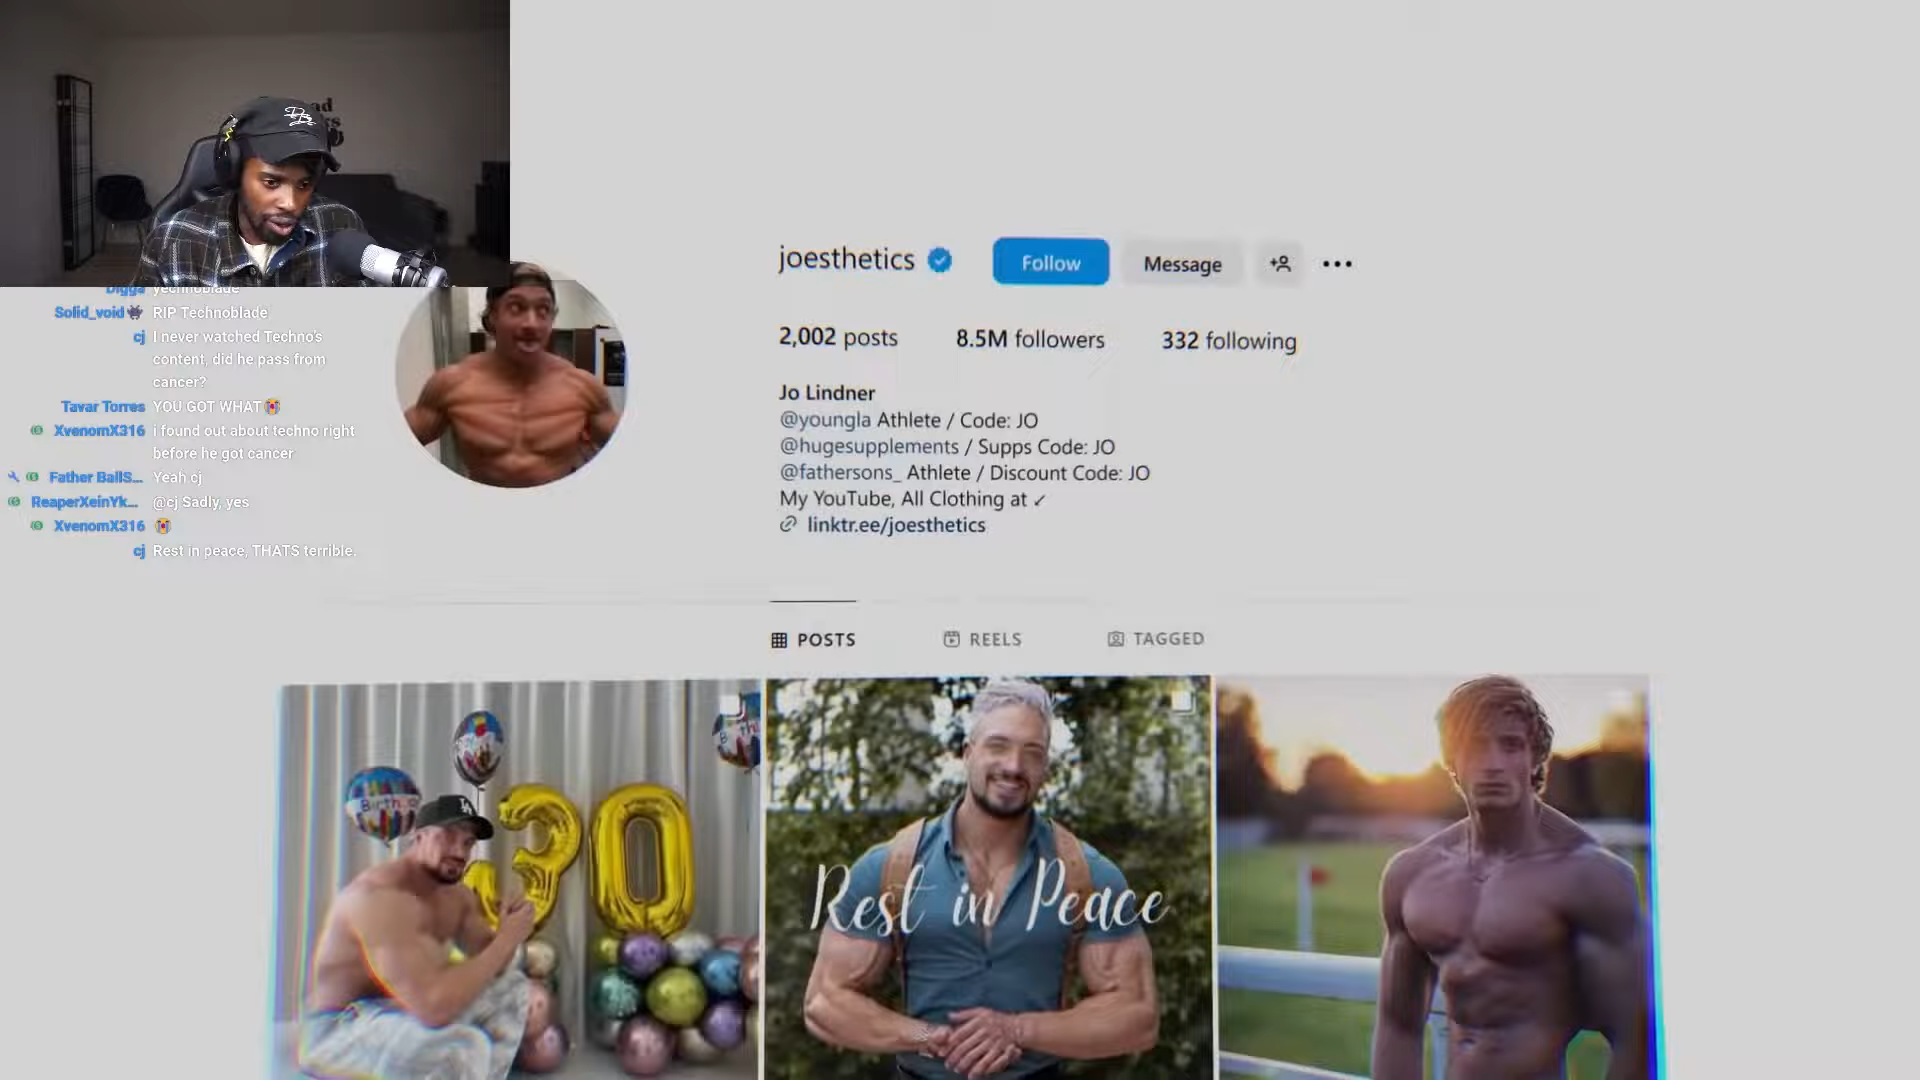 joesthetics
Follow
Message
2,002 posts
8.5M followers
332 following
Jo Lindner
@youngla Athlete / Code: JO
@hugesupplements / Supps Code: JO
@fathersons_ Athlete / Discount Code: JO
My YouTube, All Clothing at ✓
linktr.ee/joesthetics
POSTS
REELS
TAGGED
Digga yechnoblade
Solid_void RIP Technoblade
cj I never watched Techno's
content, did he pass from
cancer?
Tavar Torres YOU GOT WHAT😭
XvenomX316 i found out about techno right
before he got cancer
Father BallS... Yeah cj
ReaperXeinYk... @cj Sadly, yes
XvenomX316 😭
cj Rest in peace, THATS terrible.
30
Rest in Peace
LA